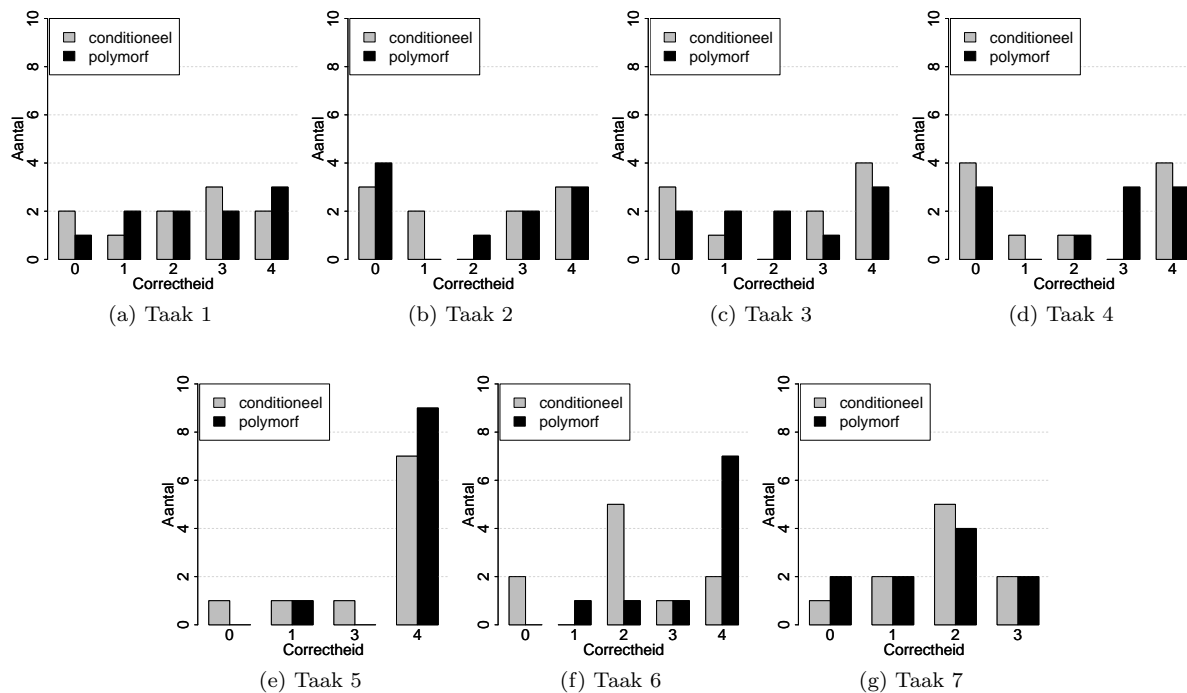 10
8
6
4
2
0
Aantal
conditioneel
polymorf
0 1 2 3 4
Correctheid
(a) Taak 1
10
8
6
4
2
0
Aantal
conditioneel
polymorf
0 1 2 3 4
Correctheid
(b) Taak 2
10
8
6
4
2
0
Aantal
conditioneel
polymorf
0 1 2 3 4
Correctheid
(c) Taak 3
10
8
6
4
2
0
Aantal
conditioneel
polymorf
0 1 2 3 4
Correctheid
(d) Taak 4
10
8
6
4
2
0
Aantal
conditioneel
polymorf
0 1 3 4
Correctheid
(e) Taak 5
10
8
6
4
2
0
Aantal
conditioneel
polymorf
0 1 2 3 4
Correctheid
(f) Taak 6
10
8
6
4
2
0
Aantal
conditioneel
polymorf
0 1 2 3
Correctheid
(g) Taak 7